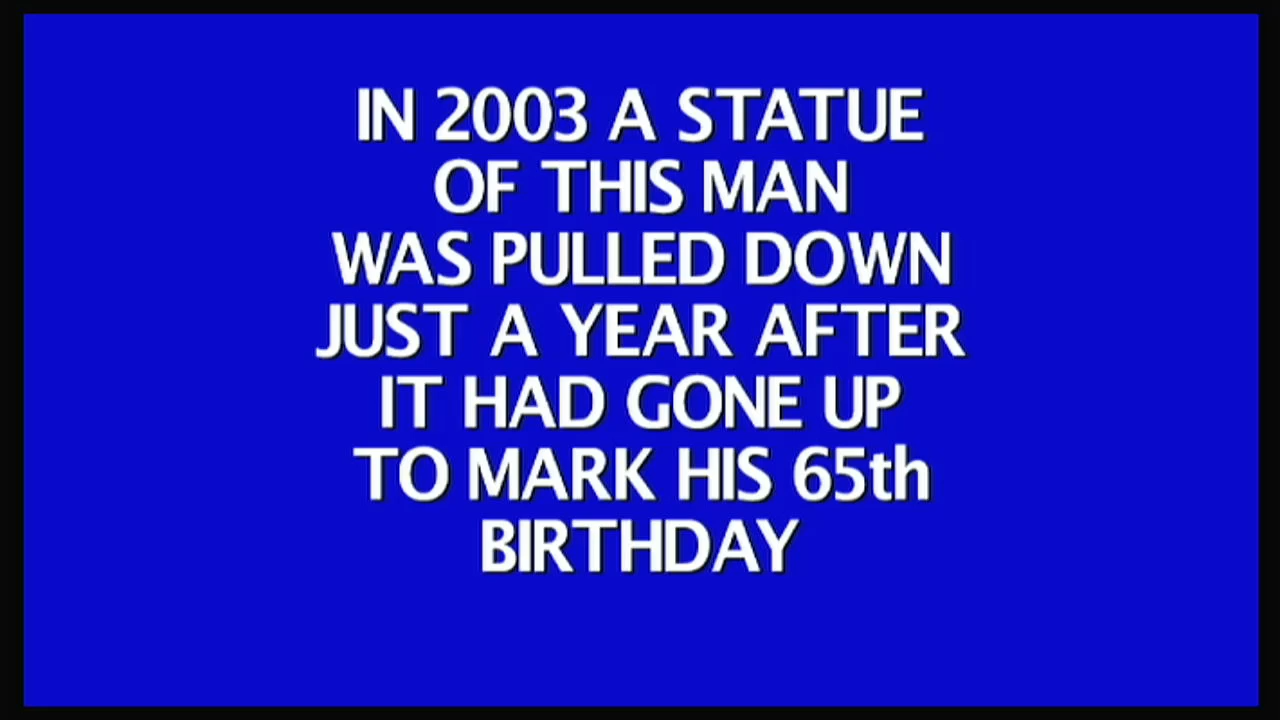 IN 2003 A STATUE
OF THIS MAN
WAS PULLED DOWN
JUST A YEAR AFTER
IT HAD GONE UP
TO MARK HIS 65th
BIRTHDAY